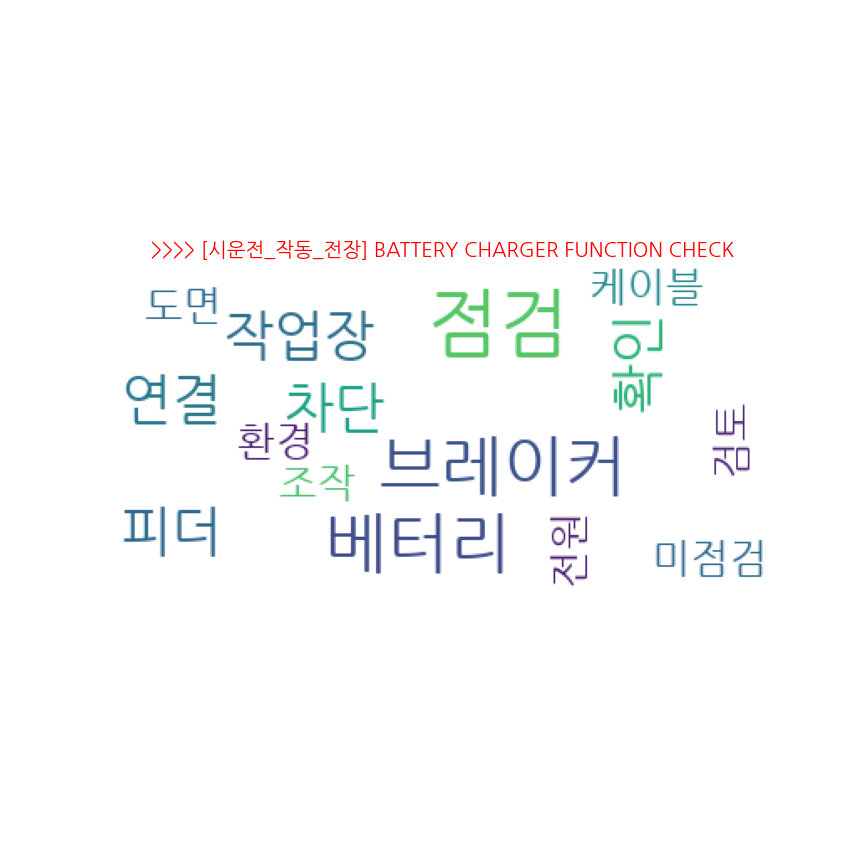 >>>> [시운전_작동_전장] BATTERY CHARGER FUNCTION CHECK
케이블
도면
작업장
점검
확인
연결
차단
환경
검토
브레이커
조작
피더
베터리
전원
미점검